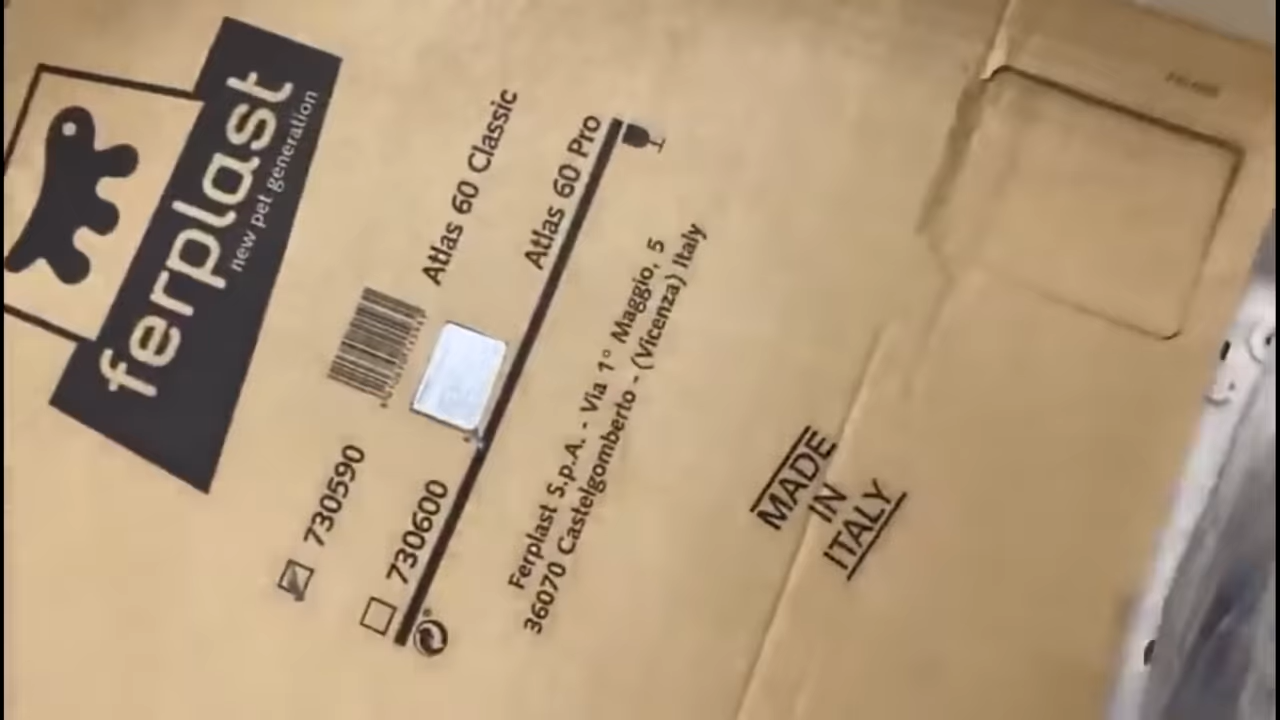 ferplast
new pet generation
730590 Atlas 60 Classic
730600 Atlas 60 Pro
Ferplast S.p.A. - Via 1° Maggio, 5
36070 Castelgomberto - (Vicenza) Italy
MADE
IN
ITALY